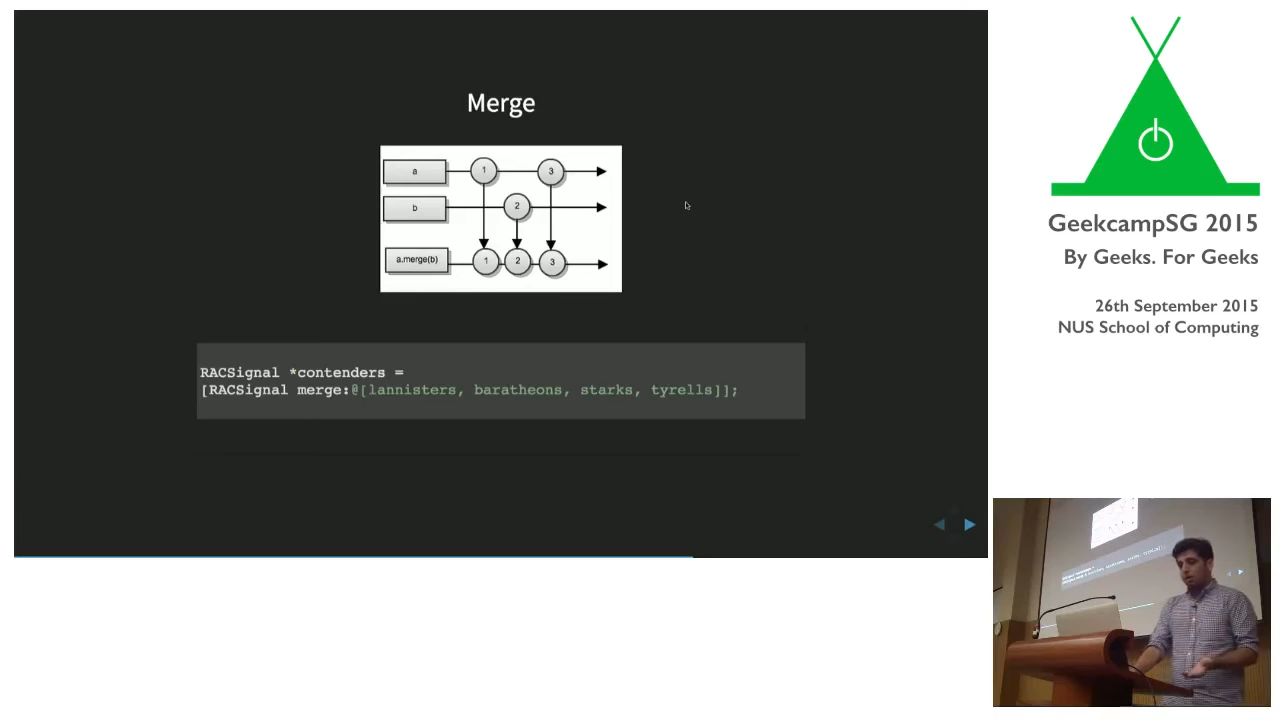 Merge
a
1
3
b
2
a.merge(b)
1
2
3
RACSignal *contenders =
[RACSignal merge:@[lannisters, baratheons, starks, tyrells]];
GeekcampSG 2015
By Geeks. For Geeks
26th September 2015
NUS School of Computing